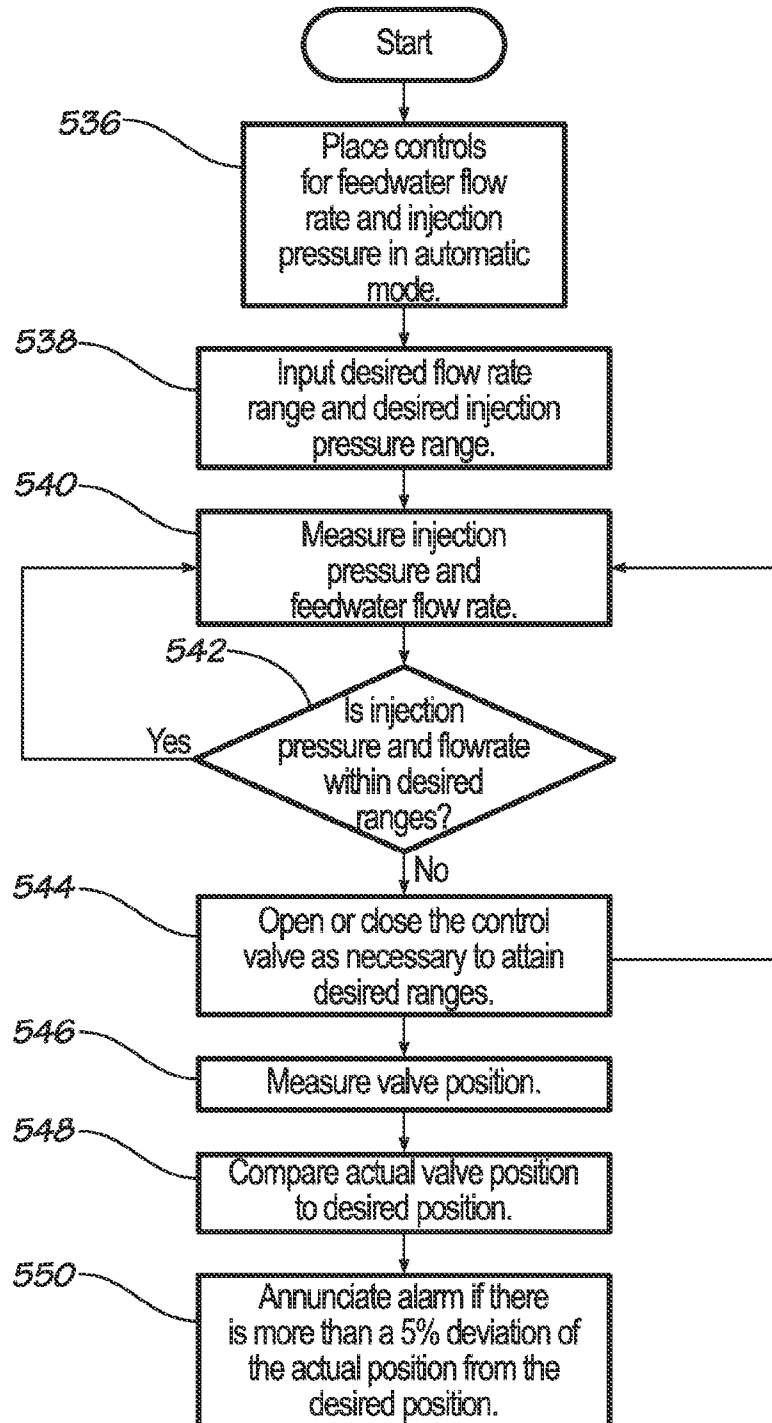 Start
536
Place controls
for feedwater flow
rate and injection
pressure in automatic
mode.
538
Input desired flow rate
range and desired injection
pressure range.
540
Measure injection
pressure and
feedwater flow rate.
542
Is injection
pressure and flowrate
within desired
ranges?
Yes
No
544
Open or close the control
valve as necessary to attain
desired ranges.
546
Measure valve position.
548
Compare actual valve position
to desired position.
550
Annunciate alarm if there
is more than a 5% deviation of
the actual position from the
desired position.